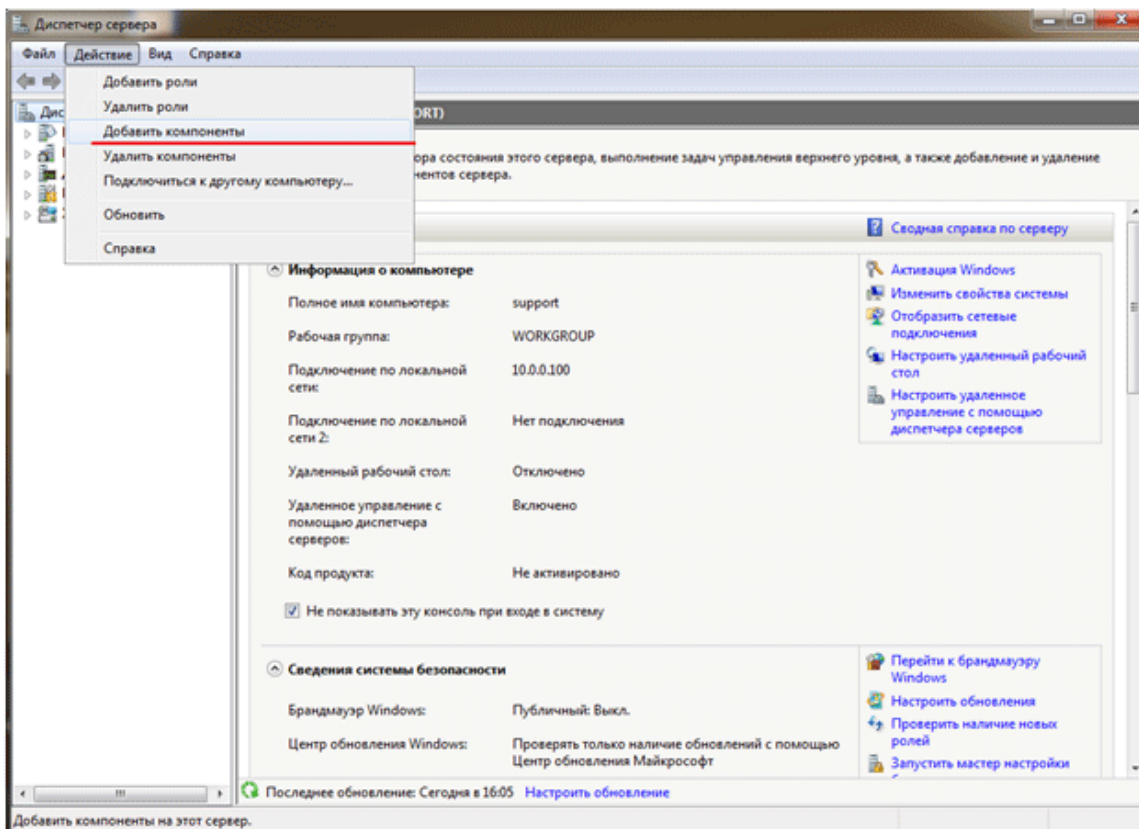 Диспетчер сервера
Файл Действие Вид Справка
Добавить роли
Удалить роли
Добавить компоненты
Удалить компоненты
Подключиться к другому компьютеру...
Обновить
Справка
Дис
ORT)
ора состояния этого сервера, выполнение задач управления верхнего уровня, а также добавление и удаление
нентов сервера.
Сводная справка по серверу
Информация о компьютере
Полное имя компьютера: support
Рабочая группа: WORKGROUP
Подключение по локальной 10.0.0.100
сети:
Подключение по локальной Нет подключения
сети 2:
Удаленный рабочий стол: Отключено
Удаленное управление с Включено
помощью диспетчера
серверов:
Код продукта: Не активировано
Не показывать эту консоль при входе в систему
Активация Windows
Изменить свойства системы
Отобразить сетевые
подключения
Настроить удаленный рабочий
стол
Настроить удаленное
управление с помощью
диспетчера серверов
Сведения системы безопасности
Брандмауэр Windows: Публичный: Выкл.
Центр обновления Windows: Проверять только наличие обновлений с помощью
Центр обновления Майкрософт
Перейти к брандмауэру
Windows
Настроить обновления
Проверить наличие новых
ролей
Запустить мастер настройки
Последнее обновление: Сегодня в 16:05 Настроить обновление
Добавить компоненты на этот сервер.